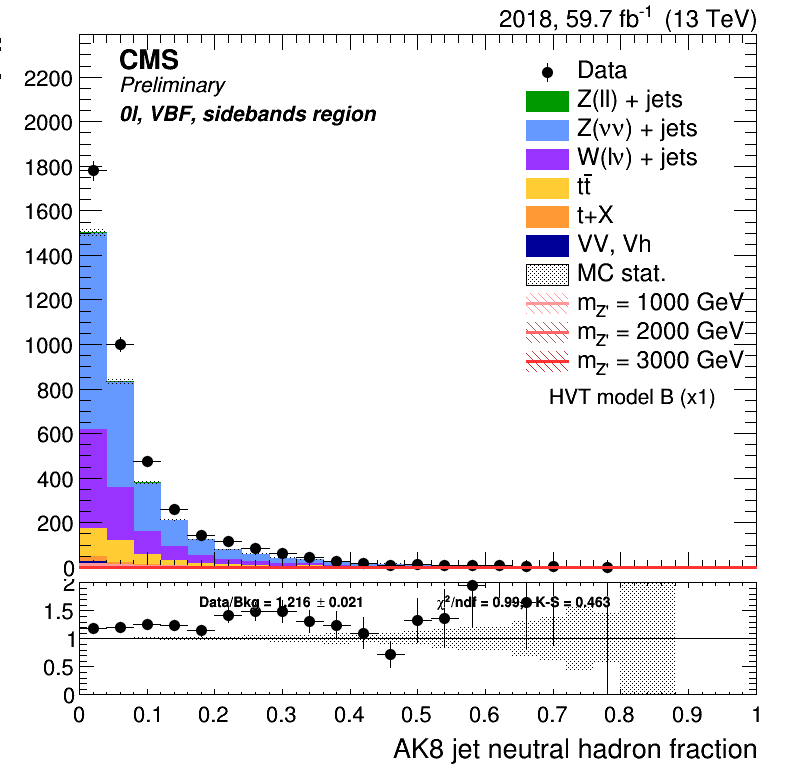 2018, 59.7 fb⁻¹ (13 TeV)
CMS
Preliminary
0l, VBF, sidebands region
Data
Z(ll) + jets
Z(νν) + jets
W(lν) + jets
tt̄
t+X
VV, Vh
MC stat.
m_Z' = 1000 GeV
m_Z' = 2000 GeV
m_Z' = 3000 GeV
HVT model B (x1)
2200
2000
1800
1600
1400
1200
1000
800
600
400
200
0
Data/Bkg = 1.216 ± 0.021
χ²/ndf = 0.99, K-S = 0.463
2
1.5
1
0.5
0
0 0.1 0.2 0.3 0.4 0.5 0.6 0.7 0.8 0.9 1
AK8 jet neutral hadron fraction